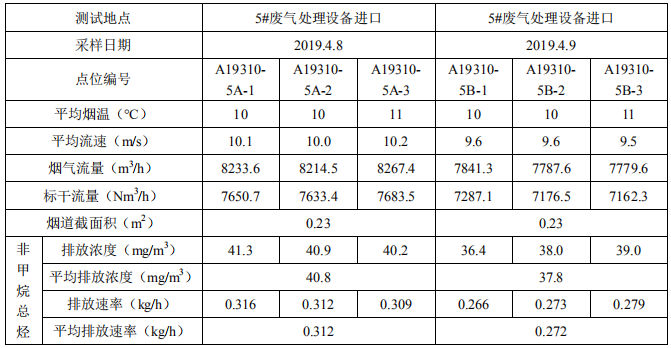 测试地点 5#废气处理设备进口 5#废气处理设备进口
采样日期 2019.4.8 2019.4.9
点位编号 A19310-5A-1 A19310-5A-2 A19310-5A-3 A19310-5B-1 A19310-5B-2 A19310-5B-3
平均烟温（℃） 10 10 11 10 10 11
平均流速（m/s） 10.1 10.0 10.2 9.6 9.6 9.5
烟气流量（m³/h） 8233.6 8214.5 8267.4 7841.3 7787.6 7779.6
标干流量（Nm³/h） 7650.7 7633.4 7683.5 7287.1 7176.5 7162.3
烟道截面积（m²） 0.23 0.23
非甲烷总烃 排放浓度（mg/m³） 41.3 40.9 40.2 36.4 38.0 39.0
平均排放浓度（mg/m³） 40.8 37.8
排放速率（kg/h） 0.316 0.312 0.309 0.266 0.273 0.279
平均排放速率（kg/h） 0.312 0.272